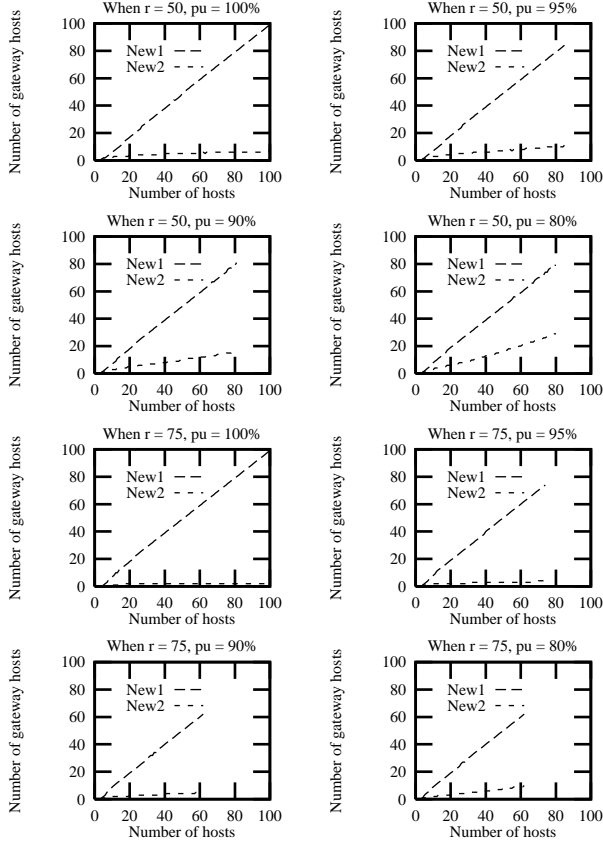 When r = 50, pu = 100%
Number of gateway hosts
100
80
60
40
20
0
New1
New2
0 20 40 60 80 100
Number of hosts
When r = 50, pu = 95%
Number of gateway hosts
100
80
60
40
20
0
New1
New2
0 20 40 60 80 100
Number of hosts
When r = 50, pu = 90%
Number of gateway hosts
100
80
60
40
20
0
New1
New2
0 20 40 60 80 100
Number of hosts
When r = 50, pu = 80%
Number of gateway hosts
100
80
60
40
20
0
New1
New2
0 20 40 60 80 100
Number of hosts
When r = 75, pu = 100%
Number of gateway hosts
100
80
60
40
20
0
New1
New2
0 20 40 60 80 100
Number of hosts
When r = 75, pu = 95%
Number of gateway hosts
100
80
60
40
20
0
New1
New2
0 20 40 60 80 100
Number of hosts
When r = 75, pu = 90%
Number of gateway hosts
100
80
60
40
20
0
New1
New2
0 20 40 60 80 100
Number of hosts
When r = 75, pu = 80%
Number of gateway hosts
100
80
60
40
20
0
New1
New2
0 20 40 60 80 100
Number of hosts